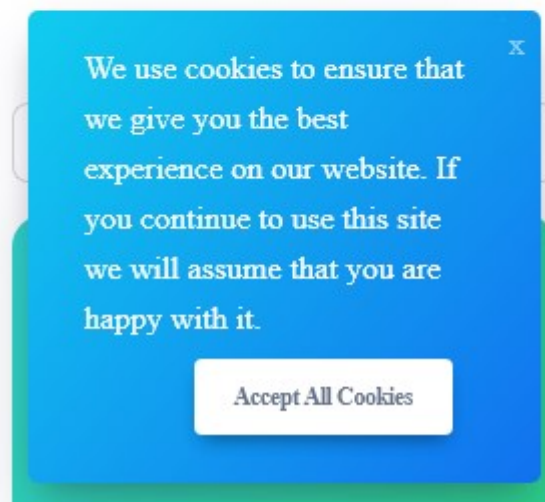 x
We use cookies to ensure that
we give you the best
experience on our website. If
you continue to use this site
we will assume that you are
happy with it.
Accept All Cookies